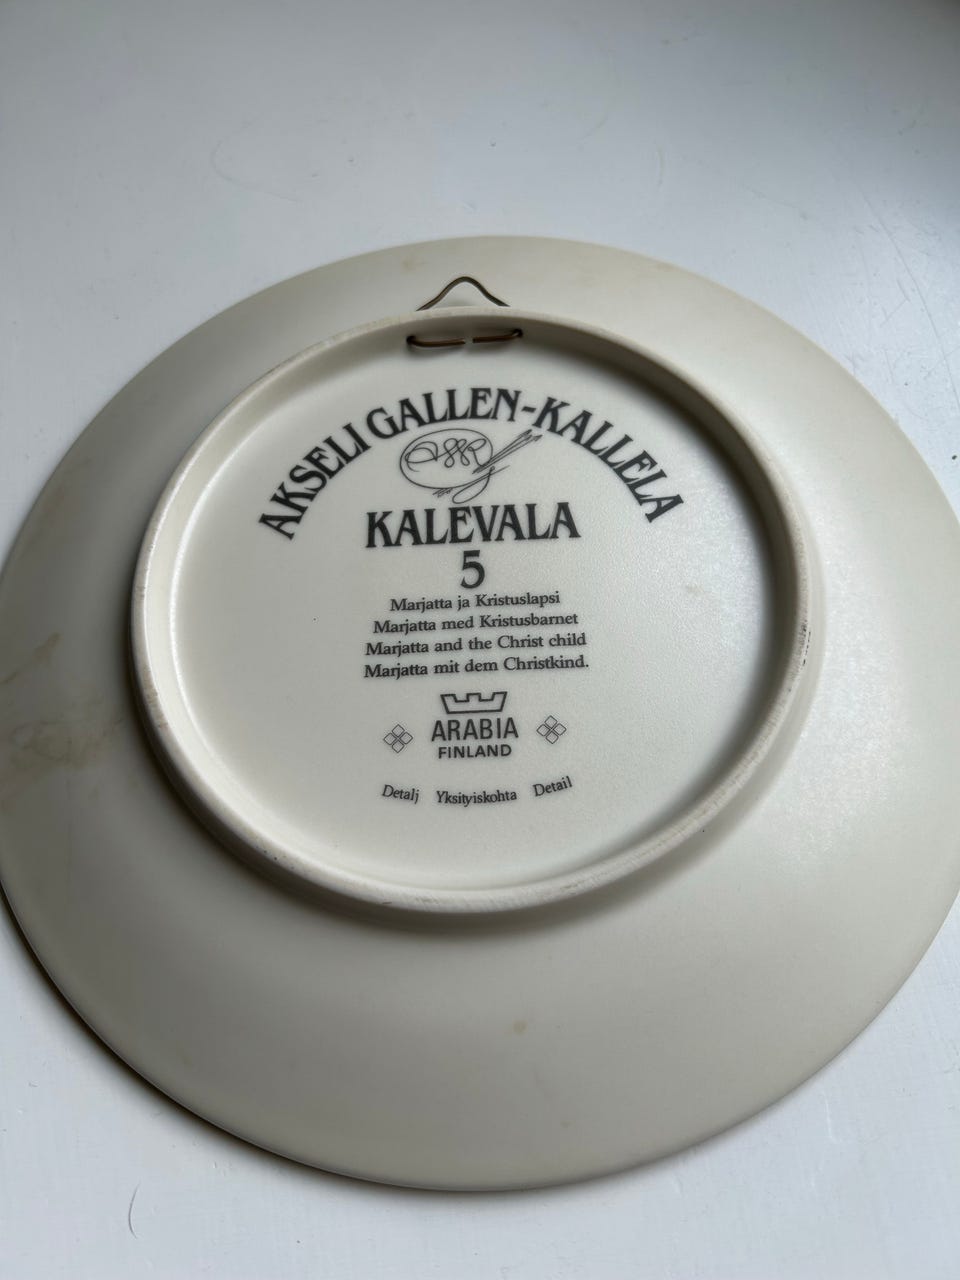 AKSELI GALLEN-KALLELA
KALEVALA
5
Marjatta ja Kristuslapsi
Marjatta med Kristusbarnet
Marjatta and the Christ child
Marjatta mit dem Christkind.
ARABIA
FINLAND
Detalj Yksityiskohta Detail